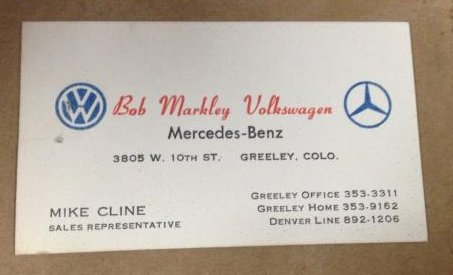 Bob Markley Volkswagen
Mercedes-Benz
3805 W. 10TH ST. GREELEY, COLO.
GREELEY OFFICE 353-3311
GREELEY HOME 353-9162
DENVER LINE 892-1206
MIKE CLINE
SALES REPRESENTATIVE